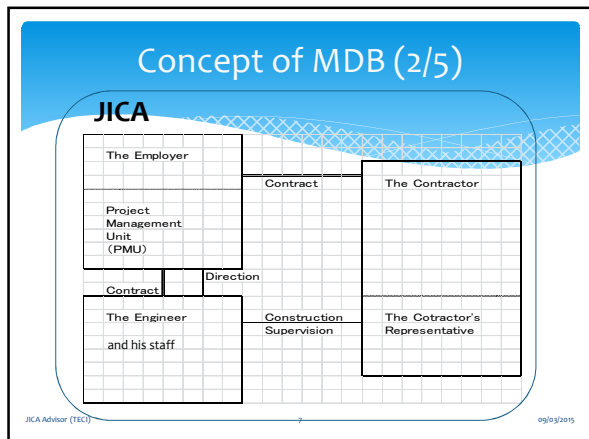 Concept of MDB (2/5)
JICA
The Employer
Contract
The Contractor
Project
Management
Unit
(PMU)
Direction
Contract
The Engineer
and his staff
Construction
Supervision
The Cotractor's
Representative
JICA Advisor (TECI)
7
09/03/2015